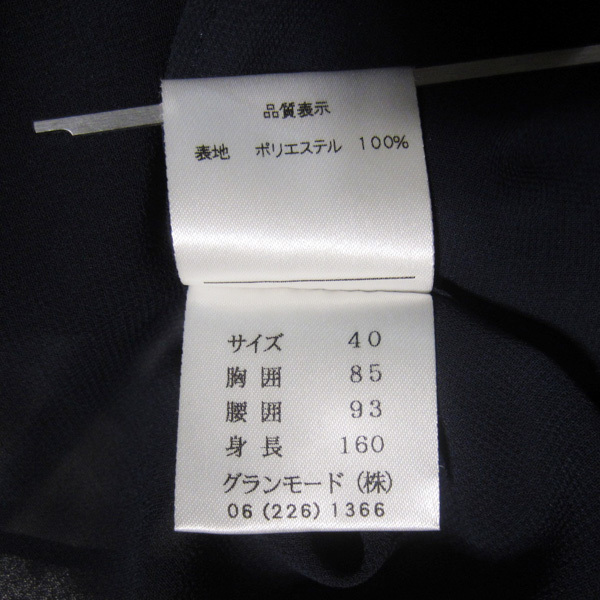 品質表示
表地 ポリエステル 100%
サイズ 40
胸囲 85
腰囲 93
身長 160
グランモード(株)
06(226)1366